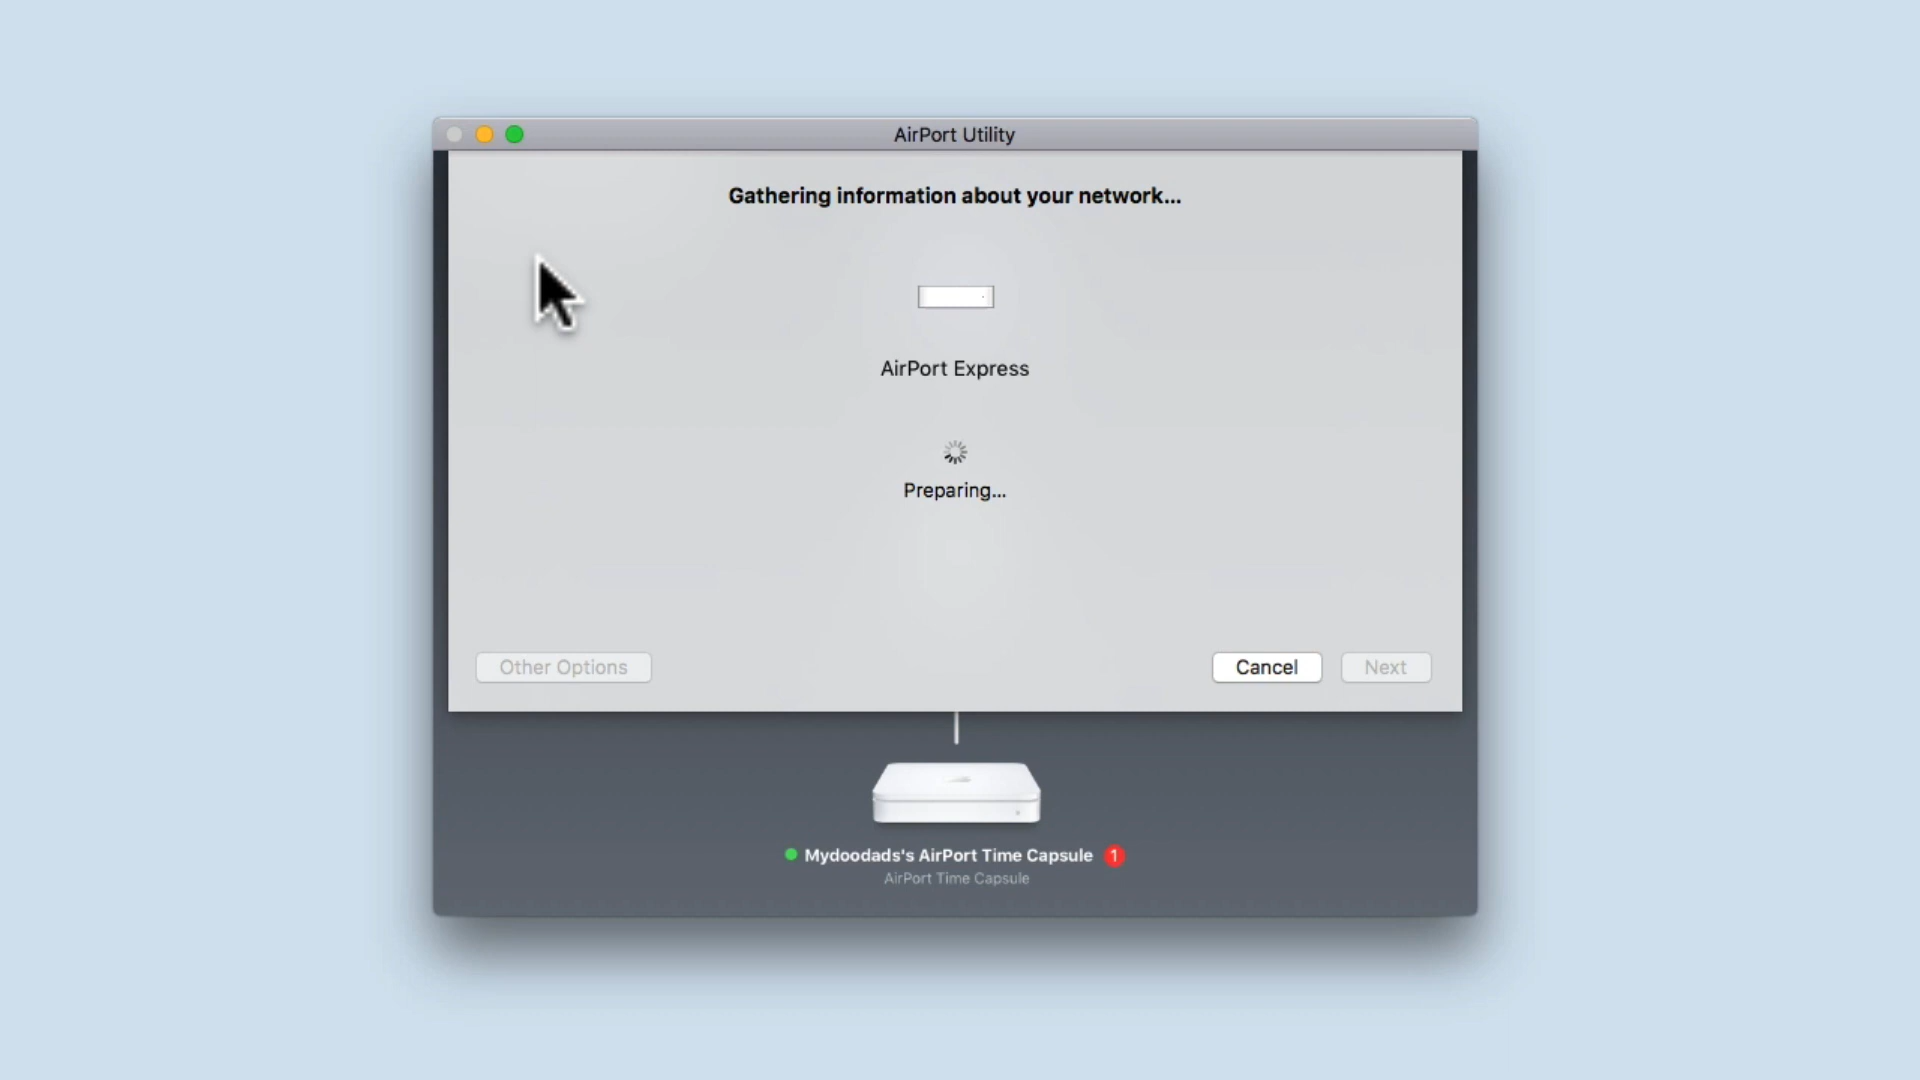 AirPort Utility
Gathering information about your network...
AirPort Express
Preparing...
Other Options
Cancel
Next
Mydoodads's AirPort Time Capsule 1
AirPort Time Capsule